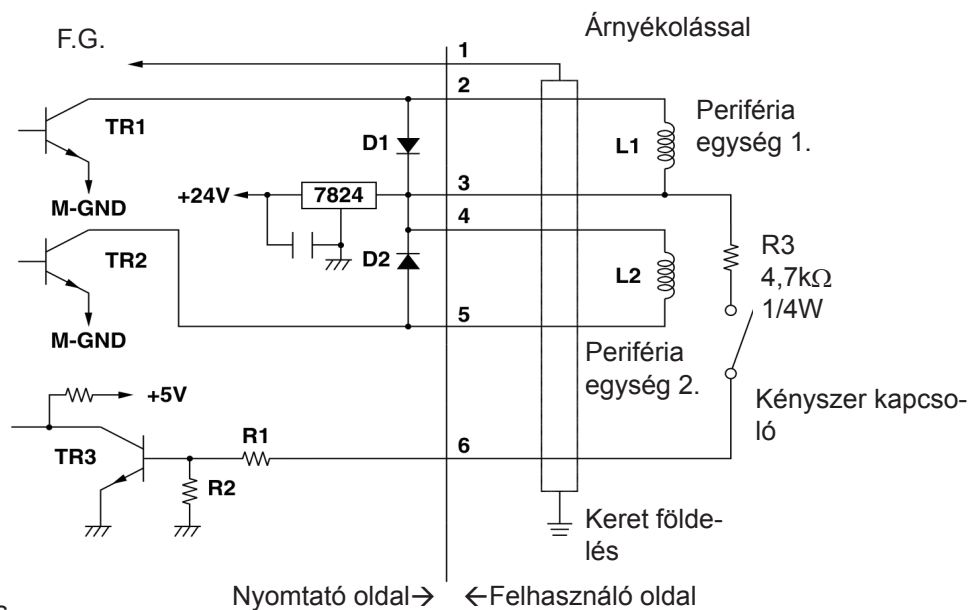 Árnyékolással
F.G.
1
2
TR1
D1
L1
Periféria
egység 1.
M-GND
+24V
7824
3
4
TR2
D2
L2
R3
4,7kΩ
1/4W
M-GND
5
Periféria
egység 2.
+5V
Kényszer kapcso-
ló
R1
6
TR3
R2
Keret földe-
lés
Nyomtató oldal→ ←Felhasználó oldal